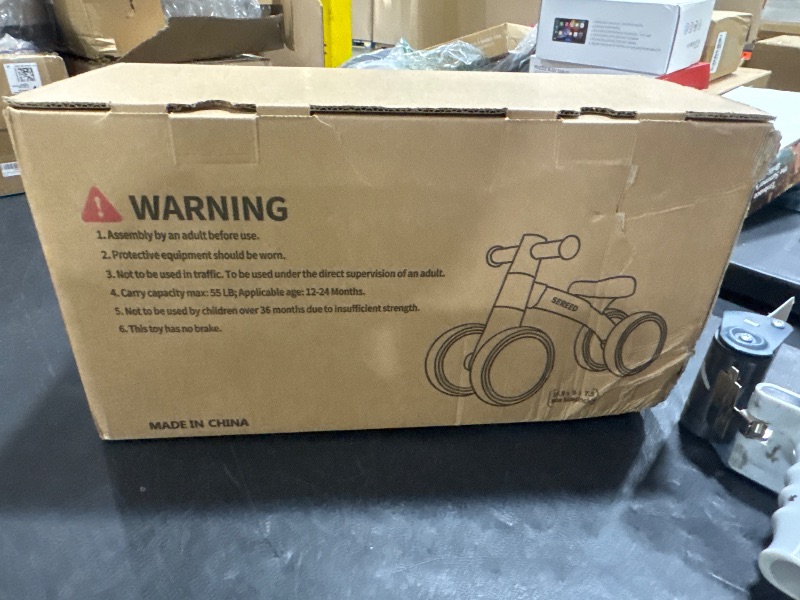 WARNING
1. Assembly by an adult before use.
2. Protective equipment should be worn.
3. Not to be used in traffic. To be used under the direct supervision of an adult.
4. Carry capacity max: 55 LB; Applicable age: 12-24 Months.
5. Not to be used by children over 36 months due to insufficient strength.
6. This toy has no brake.
SEREED
MADE IN CHINA